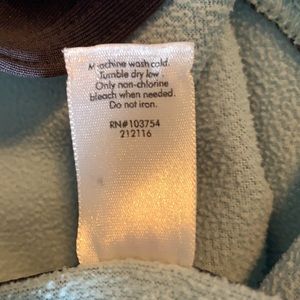 Machine wash cold.
Tumble dry low.
Only non-chlorine
bleach when needed.
Do not iron.
RN#103754
212116